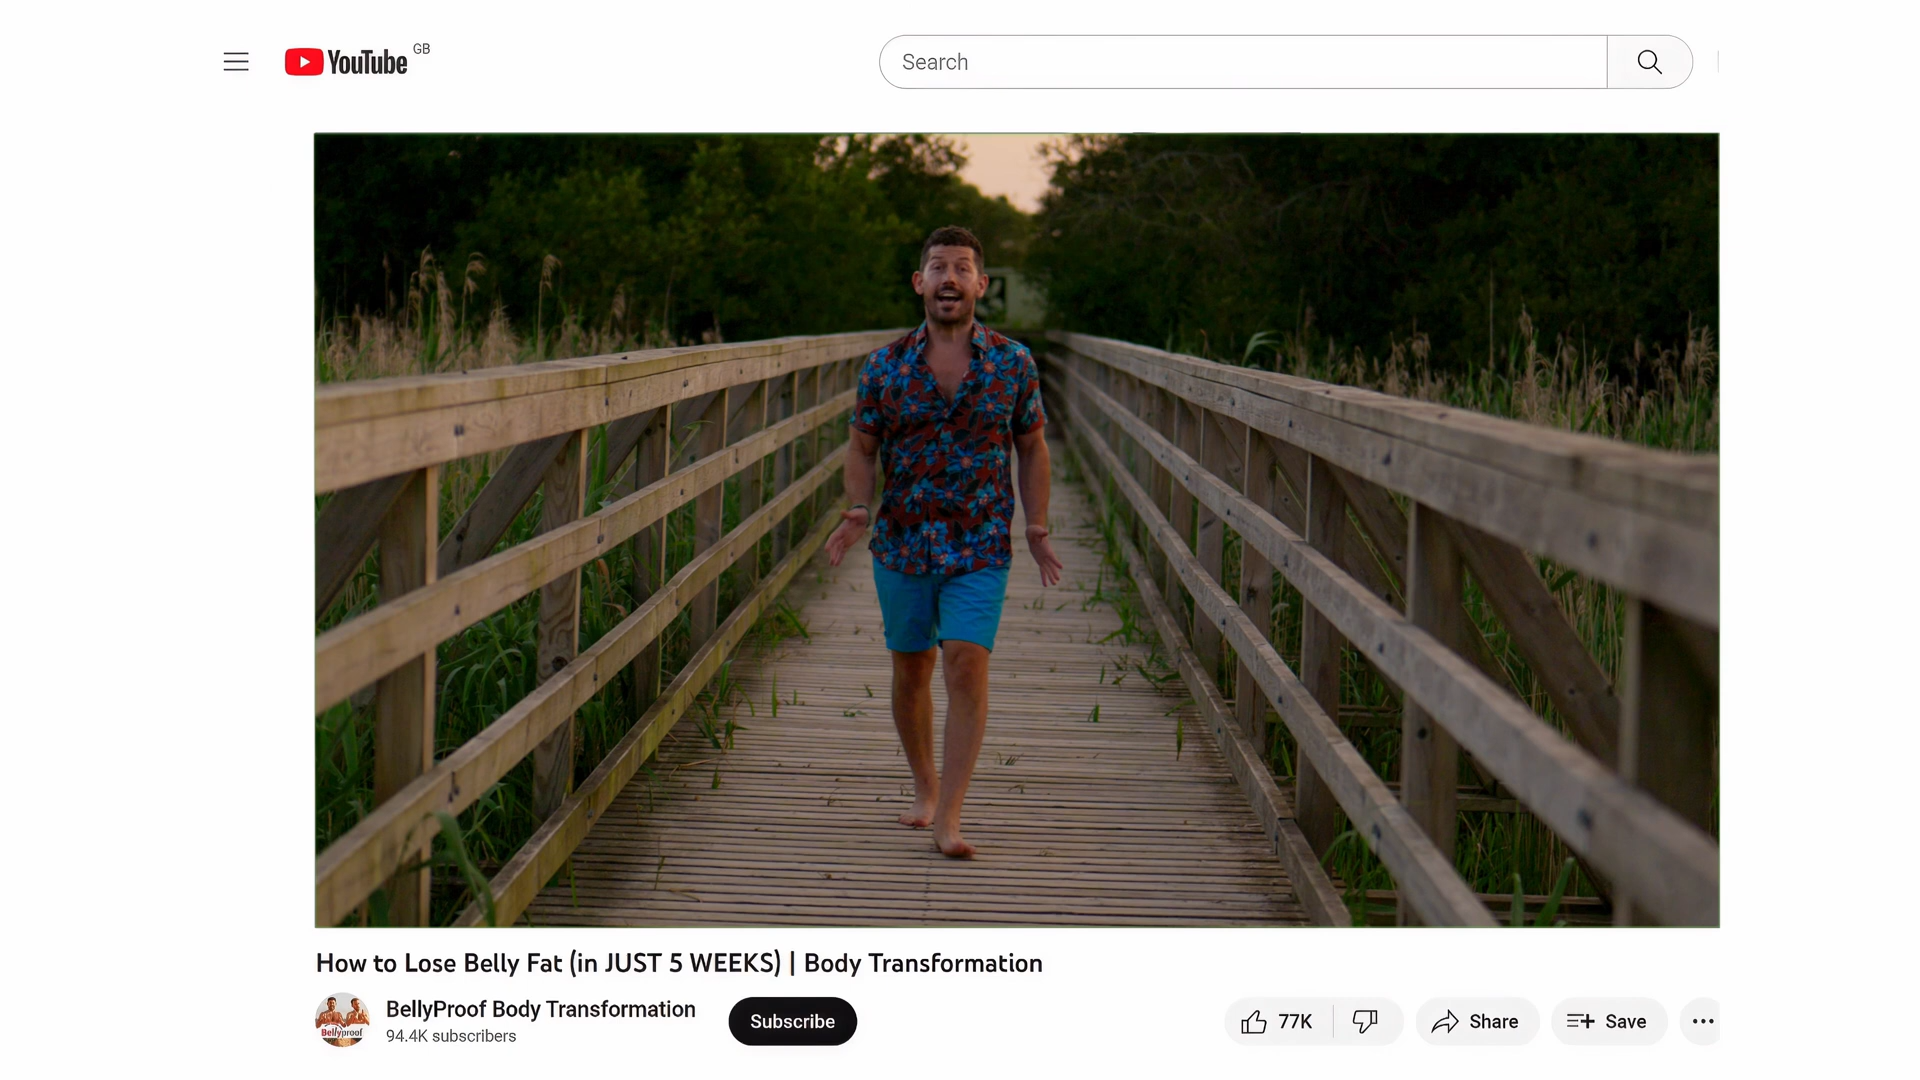 YouTube GB
Search
How to Lose Belly Fat (in JUST 5 WEEKS) | Body Transformation
Bellyproof
BellyProof Body Transformation
94.4K subscribers
Subscribe
77K
Share
Save